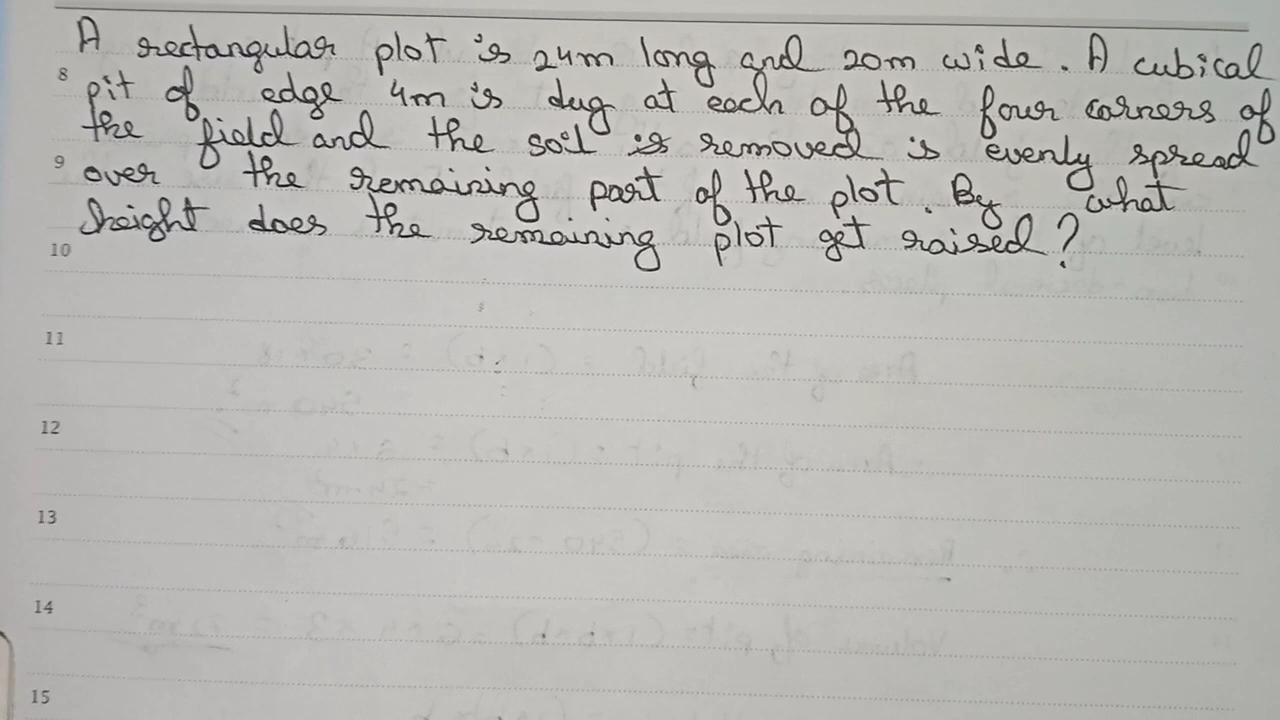 A rectangular plot is 24m long and 20m wide. A cubical
8
pit of edge 4m is dug at each of the four corners of
the field and the soil is removed is evenly spread
9
over the remaining part of the plot. By what
height does the remaining plot get raised?
10
11
12
13
14
15